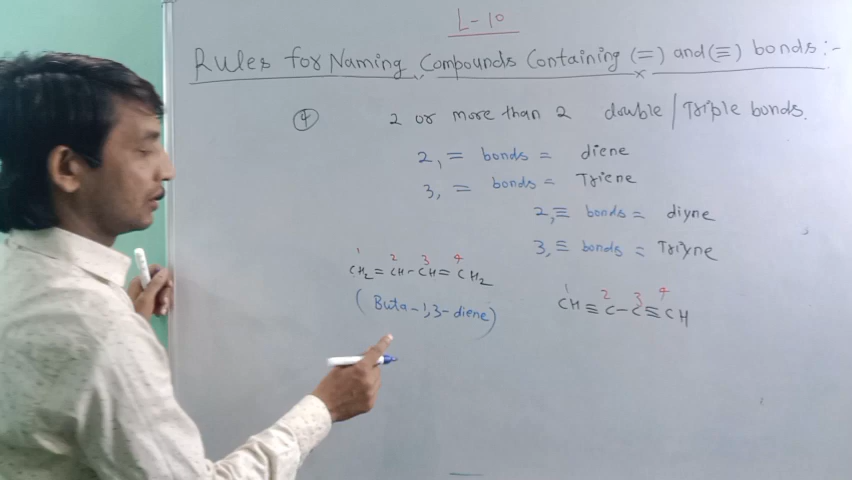 L-10
Rules for Naming Compounds Containing (=) and (≡) bonds:-
④ 2 or more than 2 double/Triple bonds.
2, = bonds = diene
3, = bonds = Triene
2, ≡ bonds = diyne
3, ≡ bonds = Triyne
1 2 3 4
CH₂=CH-CH=CH₂
(Buta-1,3-diene)
1 2 3 4
CH≡C-C≡CH